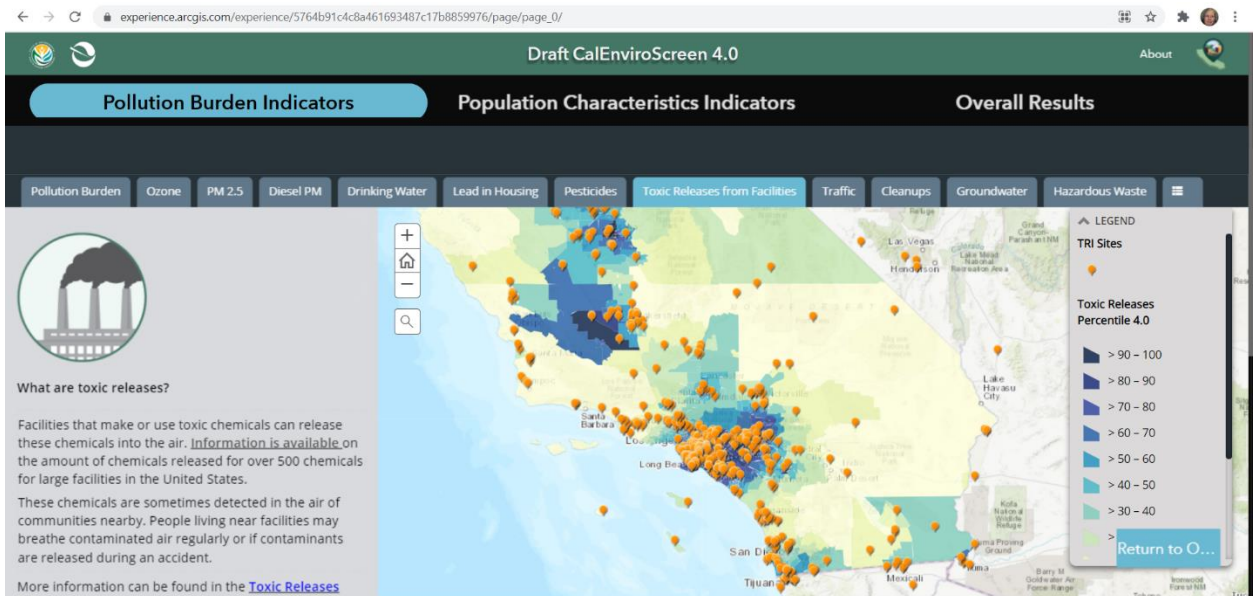 experience.arcgis.com/experience/5764b91c4c8a461693487c17b8859976/page/page_0/
Draft CalEnviroScreen 4.0
About
Pollution Burden Indicators
Population Characteristics Indicators
Overall Results
Pollution Burden
Ozone
PM 2.5
Diesel PM
Drinking Water
Lead in Housing
Pesticides
Toxic Releases from Facilities
Traffic
Cleanups
Groundwater
Hazardous Waste
What are toxic releases?
Facilities that make or use toxic chemicals can release
these chemicals into the air. Information is available on
the amount of chemicals released for over 500 chemicals
for large facilities in the United States.
These chemicals are sometimes detected in the air of
communities nearby. People living near facilities may
breathe contaminated air regularly or if contaminants
are released during an accident.
More information can be found in the Toxic Releases
Las Vegas
Henderson
Lake Mead
National
Recreation Area
Lake
Havasu
City
Santa
Barbara
Long Bea
San Di
Tijuana
Mexicali
LEGEND
TRI Sites
Toxic Releases
Percentile 4.0
> 90 – 100
> 80 – 90
> 70 – 80
> 60 – 70
> 50 – 60
> 40 – 50
> 30 – 40
>
Return to O...